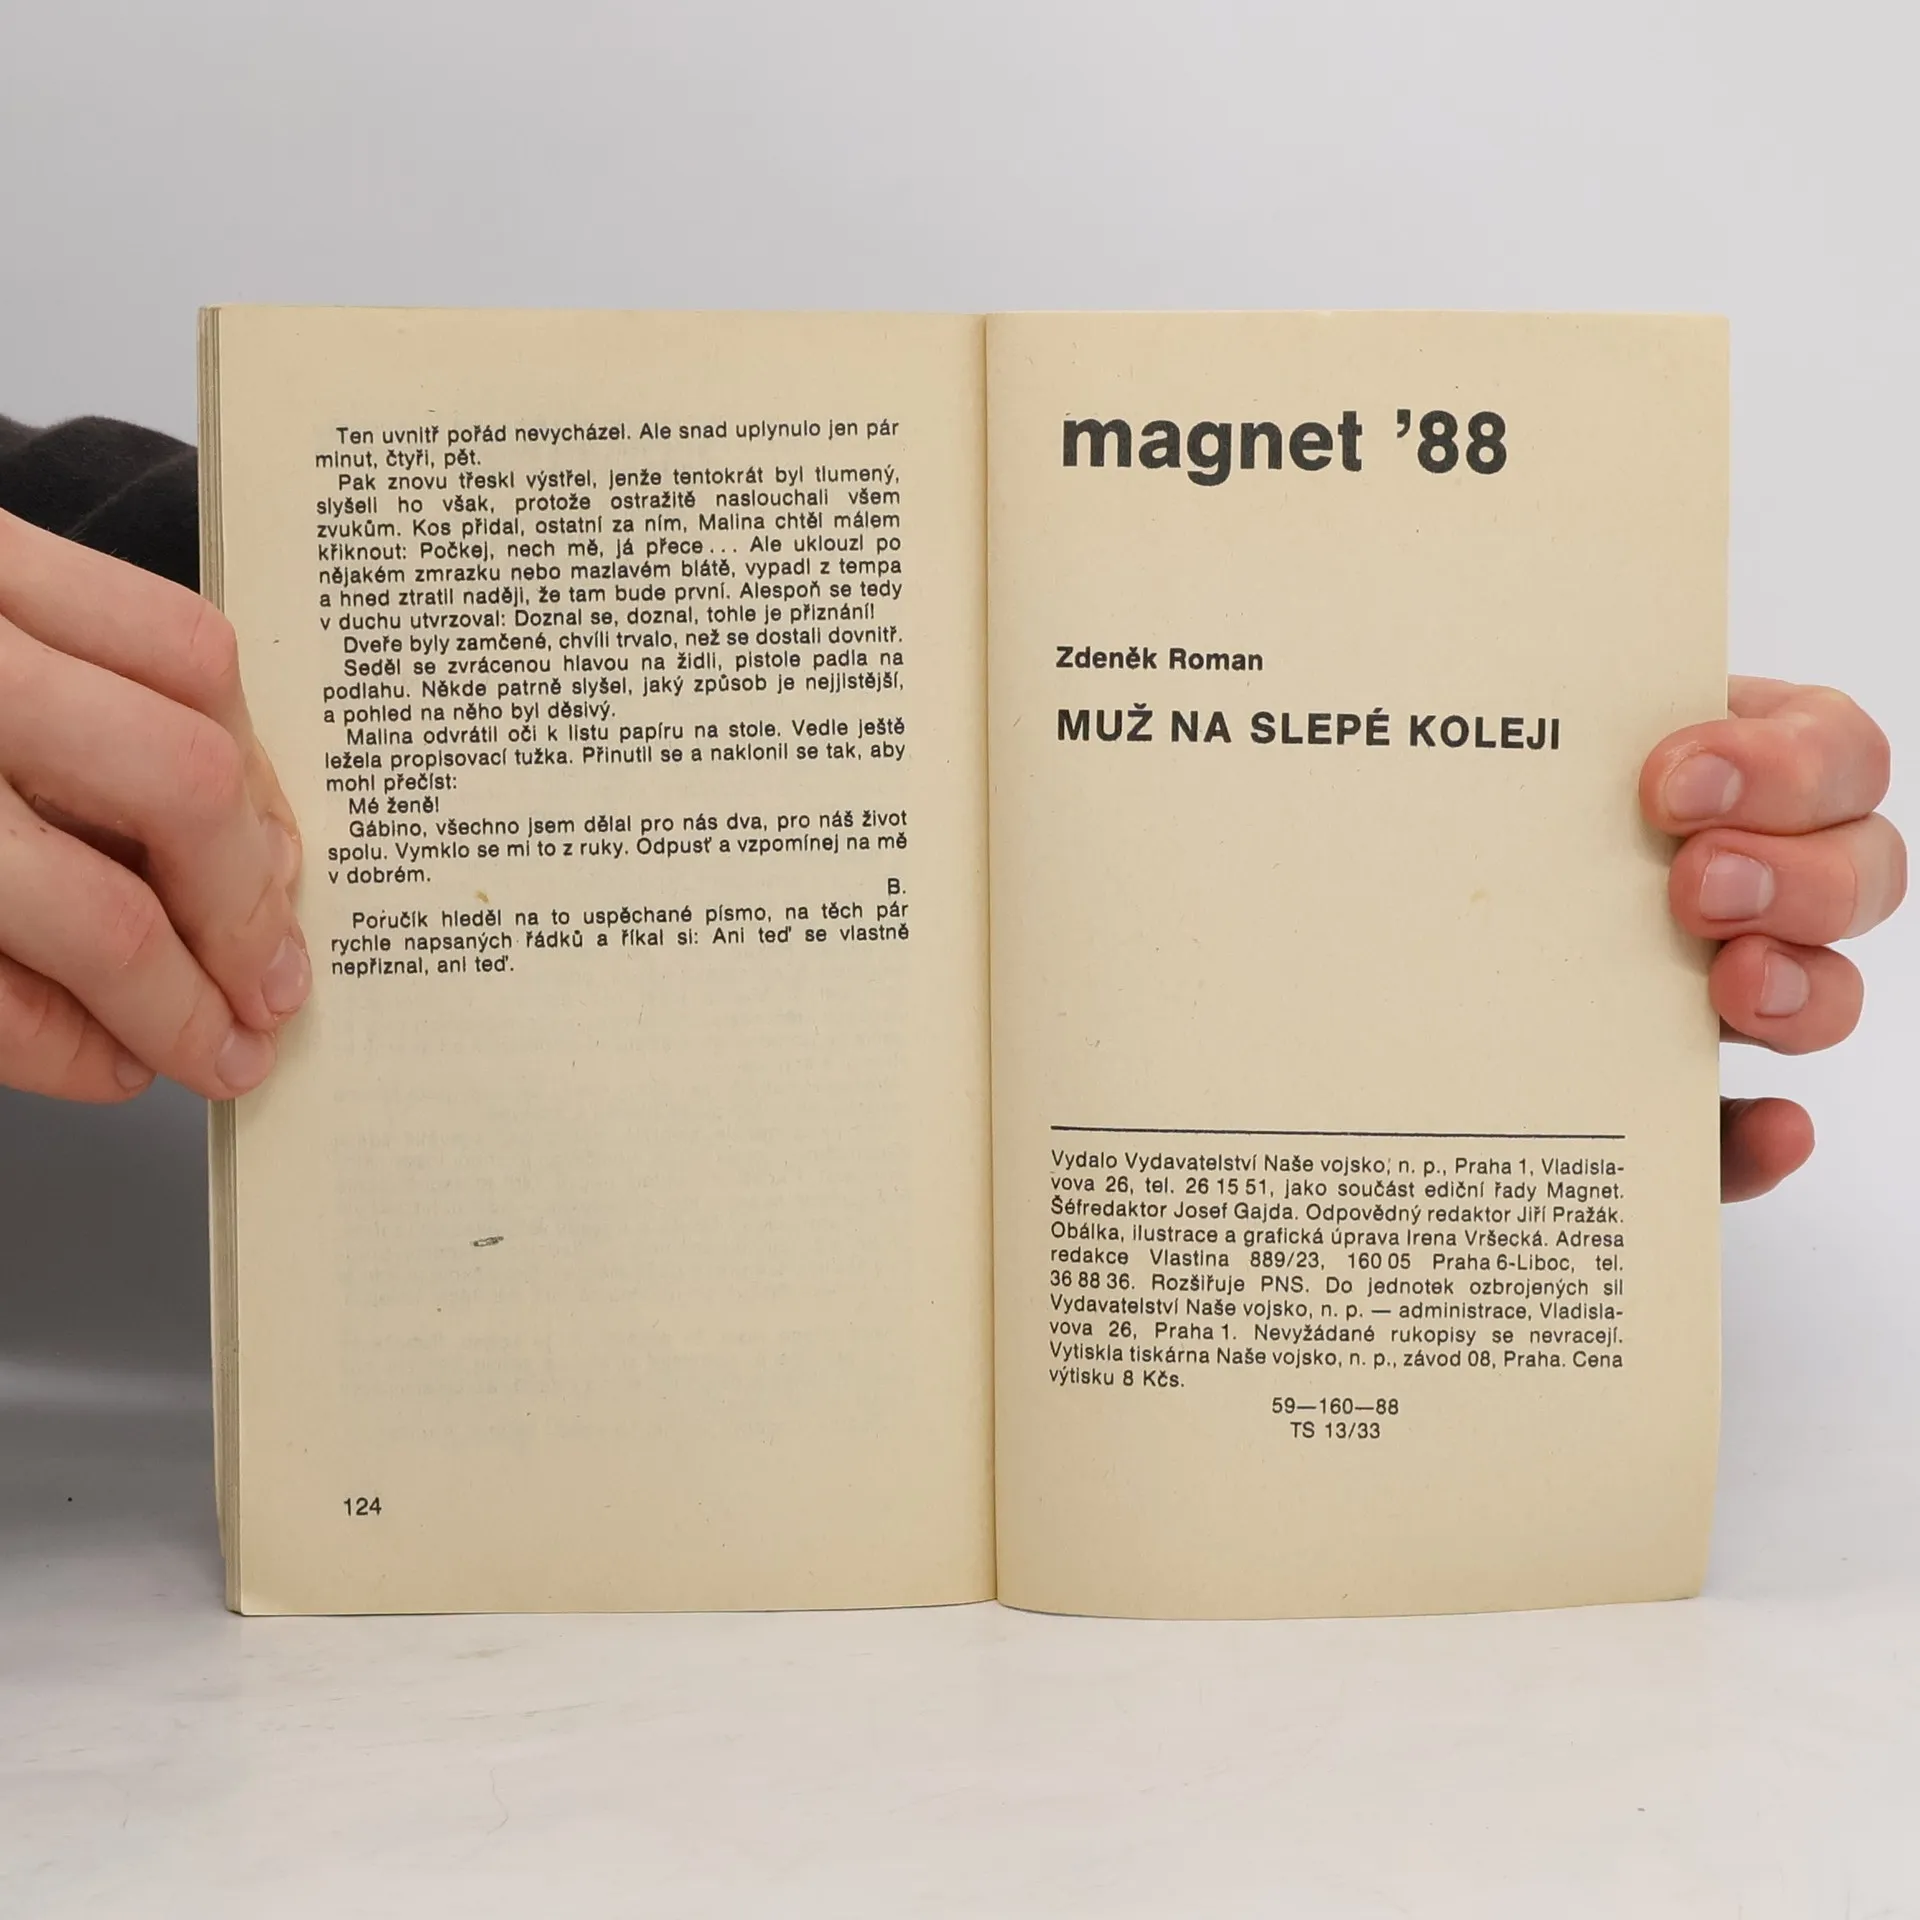 Ten uvnitř pořád nevycházel. Ale snad uplynulo jen pár
minut, čtyři, pět.
Pak znovu třeskl výstřel, jenže tentokrát byl tlumený,
slyšeli ho však, protože ostražitě naslouchali všem
zvukům. Kos přidal, ostatní za ním, Malina chtěl málem
křiknout: Počkej, nech mě, já přece... Ale uklouzl po
nějakém zmrazku nebo mazlavém blátě, vypadl z tempa
a hned ztratil naději, že tam bude první. Alespoň se tedy
v duchu utvrzoval: Doznal se, doznal, tohle je přiznání!
Dveře byly zamčené, chvíli trvalo, než se dostali dovnitř.
Seděl se zvrácenou hlavou na židli, pistole padla na
podlahu. Někde patrně slyšel, jaký způsob je nejjistější,
a pohled na něho byl děsivý.
Malina odvrátil oči k listu papíru na stole. Vedle ještě
ležela propisovací tužka. Přinutil se a naklonil se tak, aby
mohl přečíst:
Mé ženě!
Gábino, všechno jsem dělal pro nás dva, pro náš život
spolu. Vymklo se mi to z ruky. Odpusť a vzpomínej na mě
v dobrém.
B.
Poručík hleděl na to uspěchané písmo, na těch pár
rychle napsaných řádků a říkal si: Ani teď se vlastně
nepřiznal, ani teď.
124
magnet ’88
Zdeněk Roman
MUŽ NA SLEPÉ KOLEJI
Vydalo Vydavatelství Naše vojsko, n. p., Praha 1, Vladisla-
vova 26, tel. 26 15 51, jako součást ediční řady Magnet.
Šéfredaktor Josef Gajda. Odpovědný redaktor Jiří Pražák.
Obálka, ilustrace a grafická úprava Irena Vršecká. Adresa
redakce Vlastina 889/23, 160 05 Praha 6-Liboc, tel.
36 88 36. Rozšiřuje PNS. Do jednotek ozbrojených sil
Vydavatelství Naše vojsko, n. p. — administrace, Vladisla-
vova 26, Praha 1. Nevyžádané rukopisy se nevracejí.
Vytiskla tiskárna Naše vojsko, n. p., závod 08, Praha. Cena
výtisku 8 Kčs.
59—160—88
TS 13/33